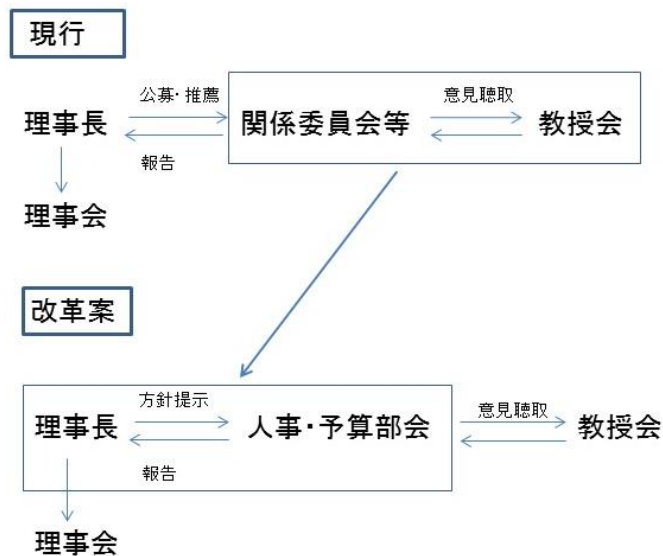 現行
公募・推薦
意見聴取
理事長
関係委員会等
教授会
報告
理事会
改革案
方針提示
意見聴取
理事長
人事・予算部会
教授会
報告
理事会